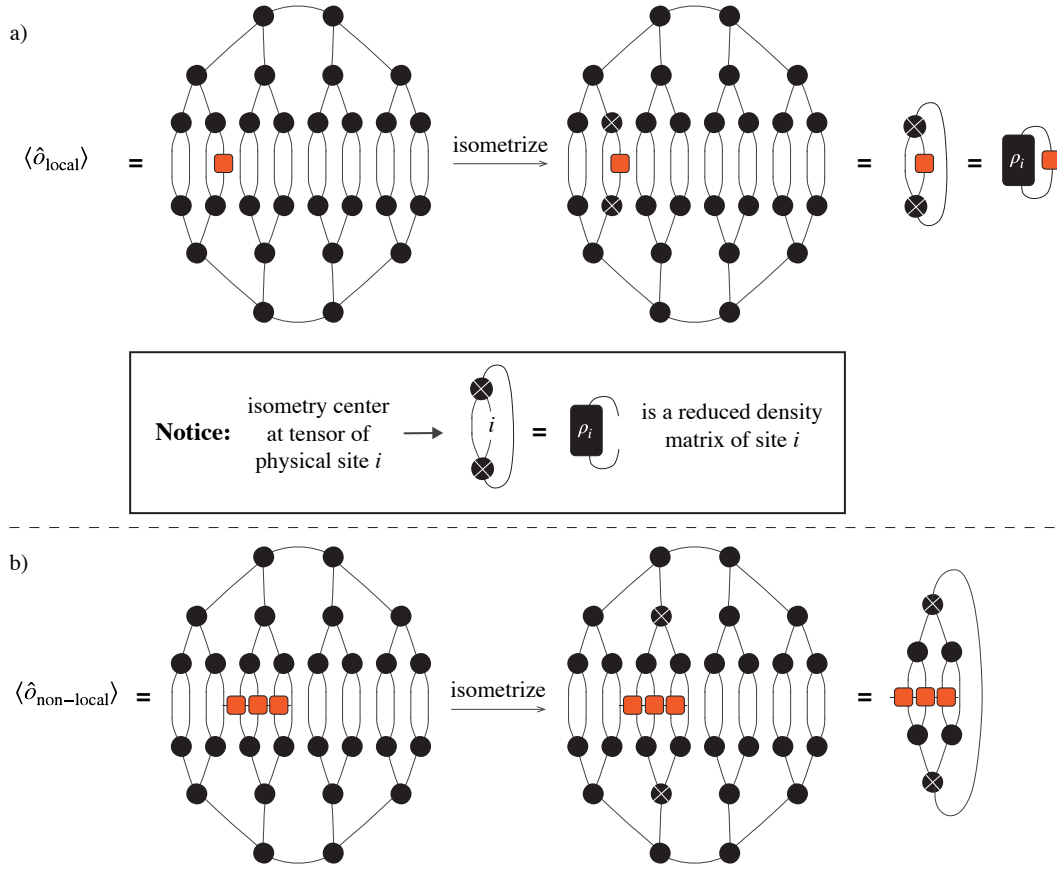 a)
⟨ô_local⟩ = isometrize = = ρ_i
Notice: isometry center
at tensor of
physical site i
i = ρ_i
is a reduced density
matrix of site i
b)
⟨ô_non−local⟩ = isometrize =